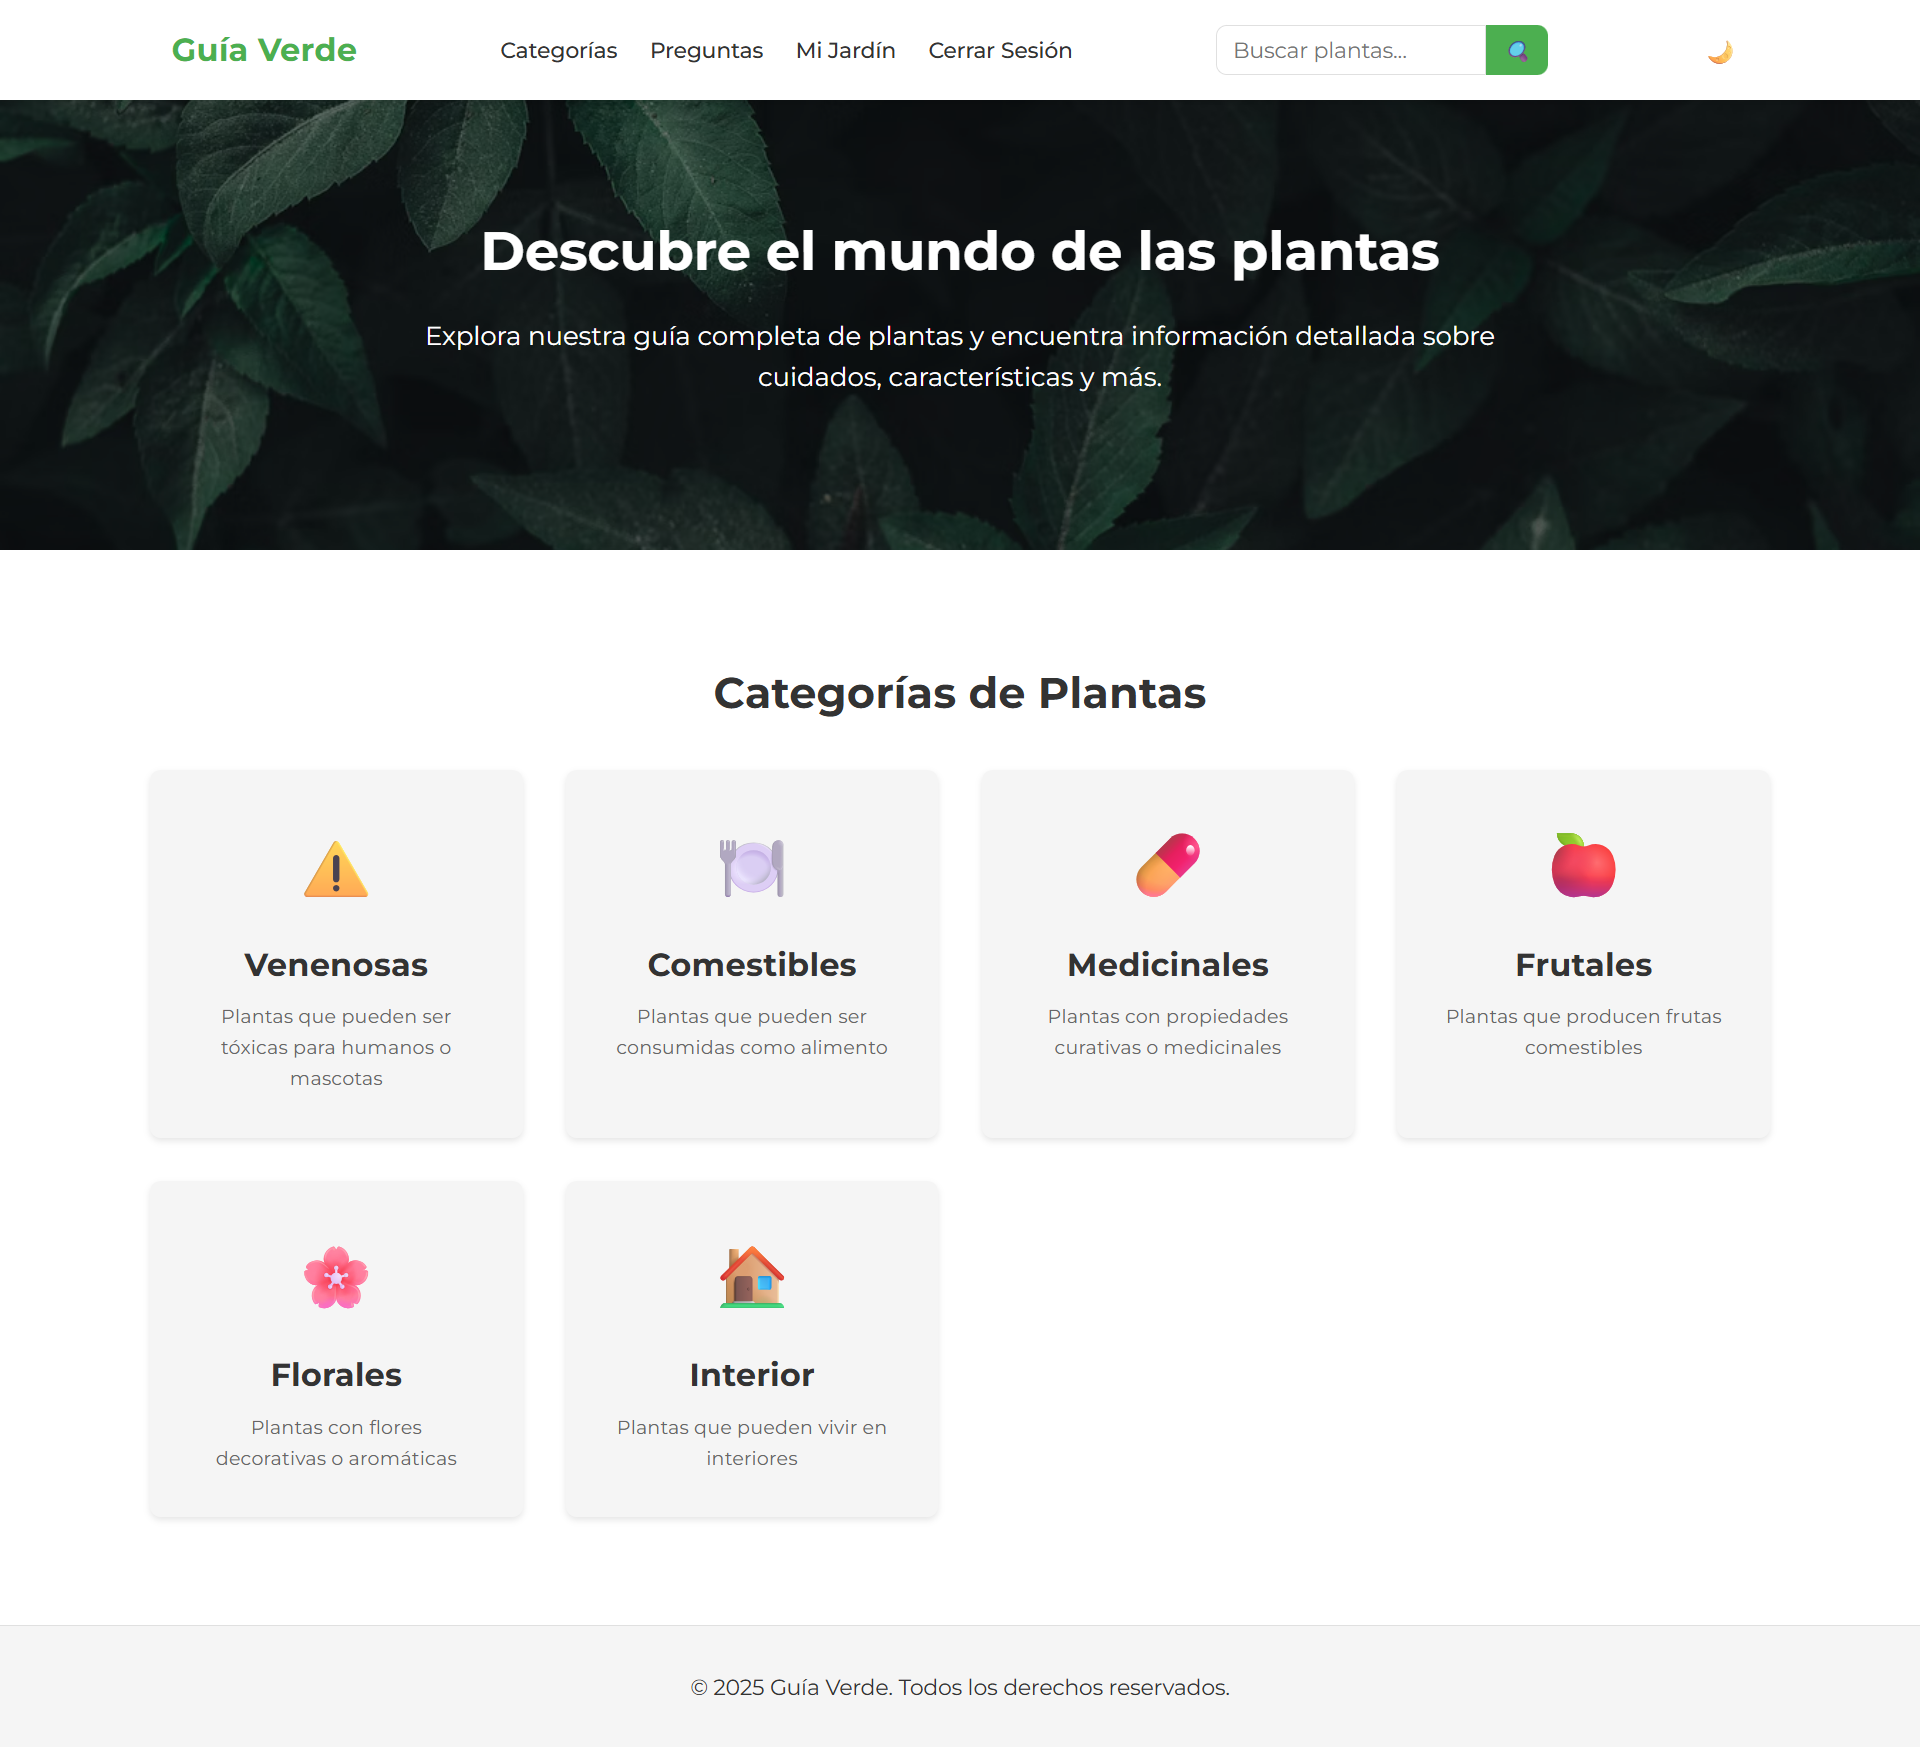 Guía Verde
Categorías
Preguntas
Mi Jardín
Cerrar Sesión
Buscar plantas...
Descubre el mundo de las plantas
Explora nuestra guía completa de plantas y encuentra información detallada sobre
cuidados, características y más.
Categorías de Plantas
Venenosas
Plantas que pueden ser
tóxicas para humanos o
mascotas
Comestibles
Plantas que pueden ser
consumidas como alimento
Medicinales
Plantas con propiedades
curativas o medicinales
Frutales
Plantas que producen frutas
comestibles
Florales
Plantas con flores
decorativas o aromáticas
Interior
Plantas que pueden vivir en
interiores
© 2025 Guía Verde. Todos los derechos reservados.